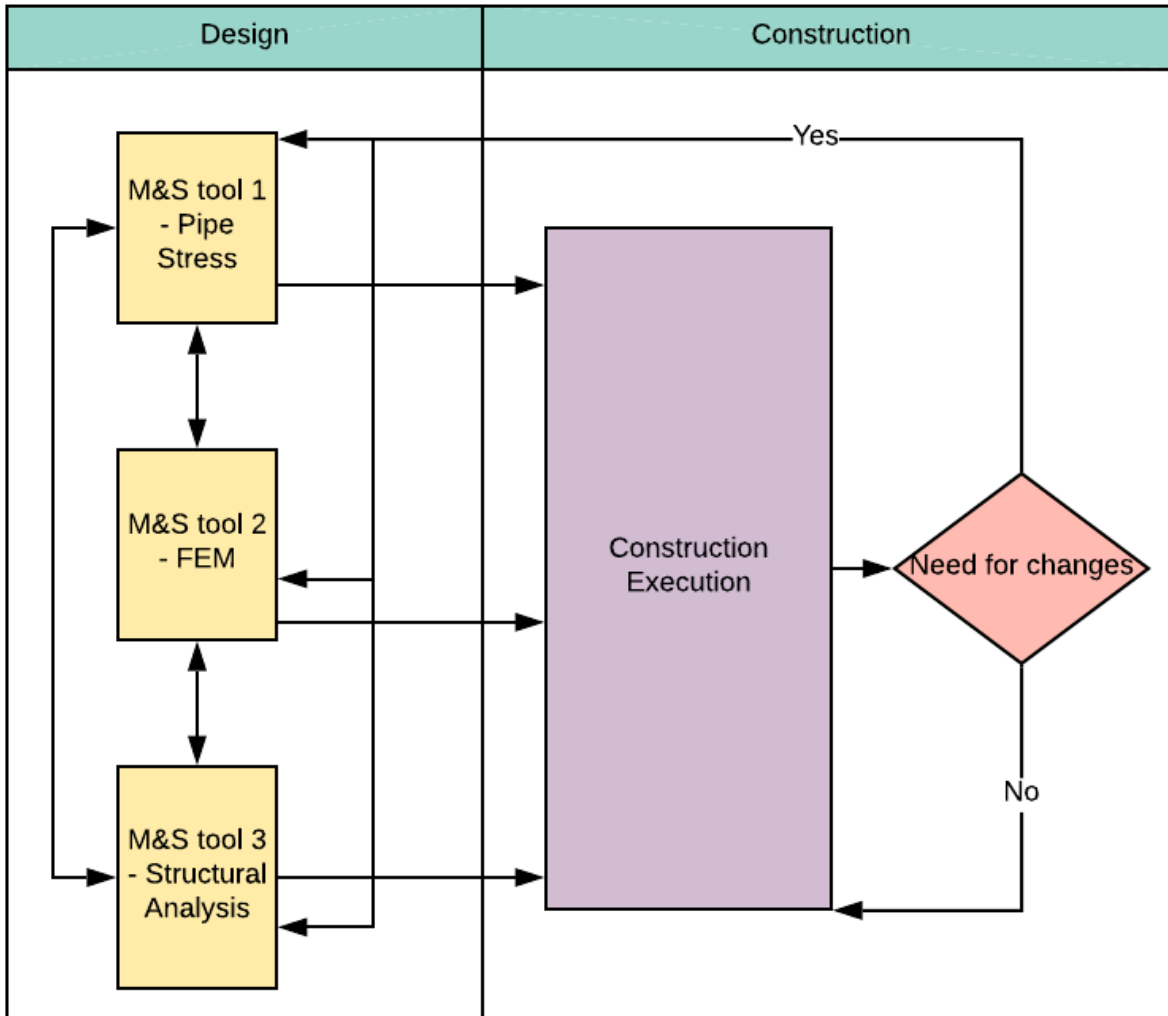 Design
Construction
Yes
M&S tool 1
- Pipe
Stress
M&S tool 2
- FEM
Construction
Execution
Need for changes
No
M&S tool 3
- Structural
Analysis